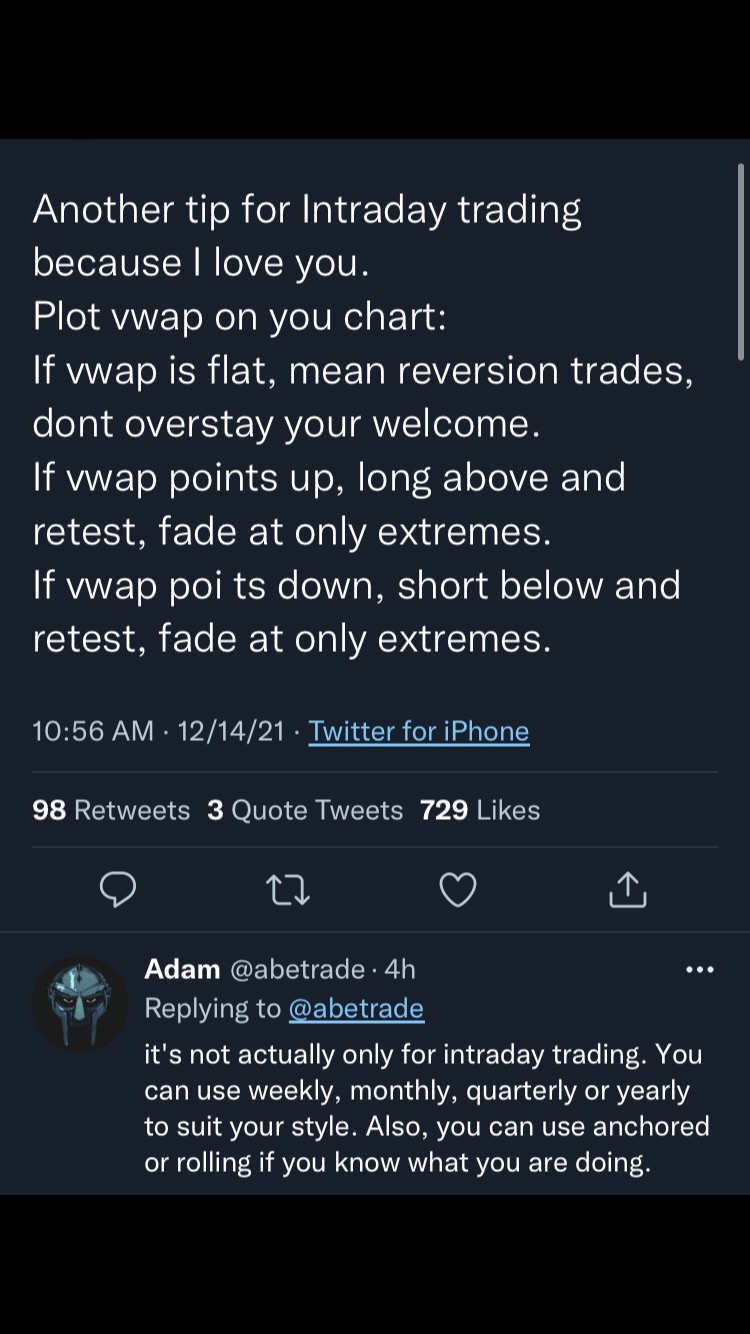 Another tip for Intraday trading
because I love you.
Plot vwap on you chart:
If vwap is flat, mean reversion trades,
dont overstay your welcome.
If vwap points up, long above and
retest, fade at only extremes.
If vwap poi ts down, short below and
retest, fade at only extremes.
10:56 AM · 12/14/21 · Twitter for iPhone
98 Retweets 3 Quote Tweets 729 Likes
Adam @abetrade · 4h
Replying to @abetrade
it's not actually only for intraday trading. You
can use weekly, monthly, quarterly or yearly
to suit your style. Also, you can use anchored
or rolling if you know what you are doing.